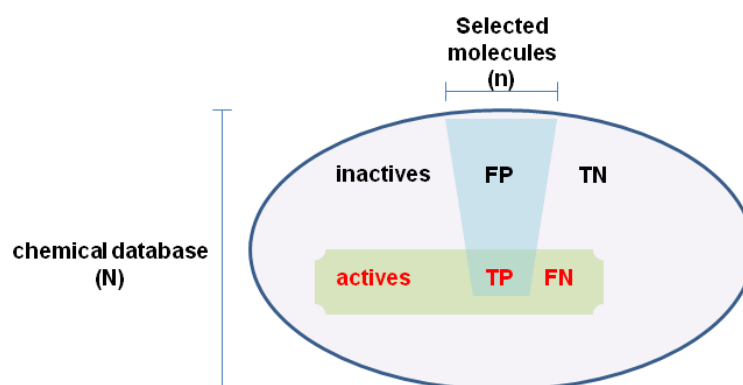 Selected
molecules
(n)
inactives FP TN
chemical database
(N)
actives TP FN